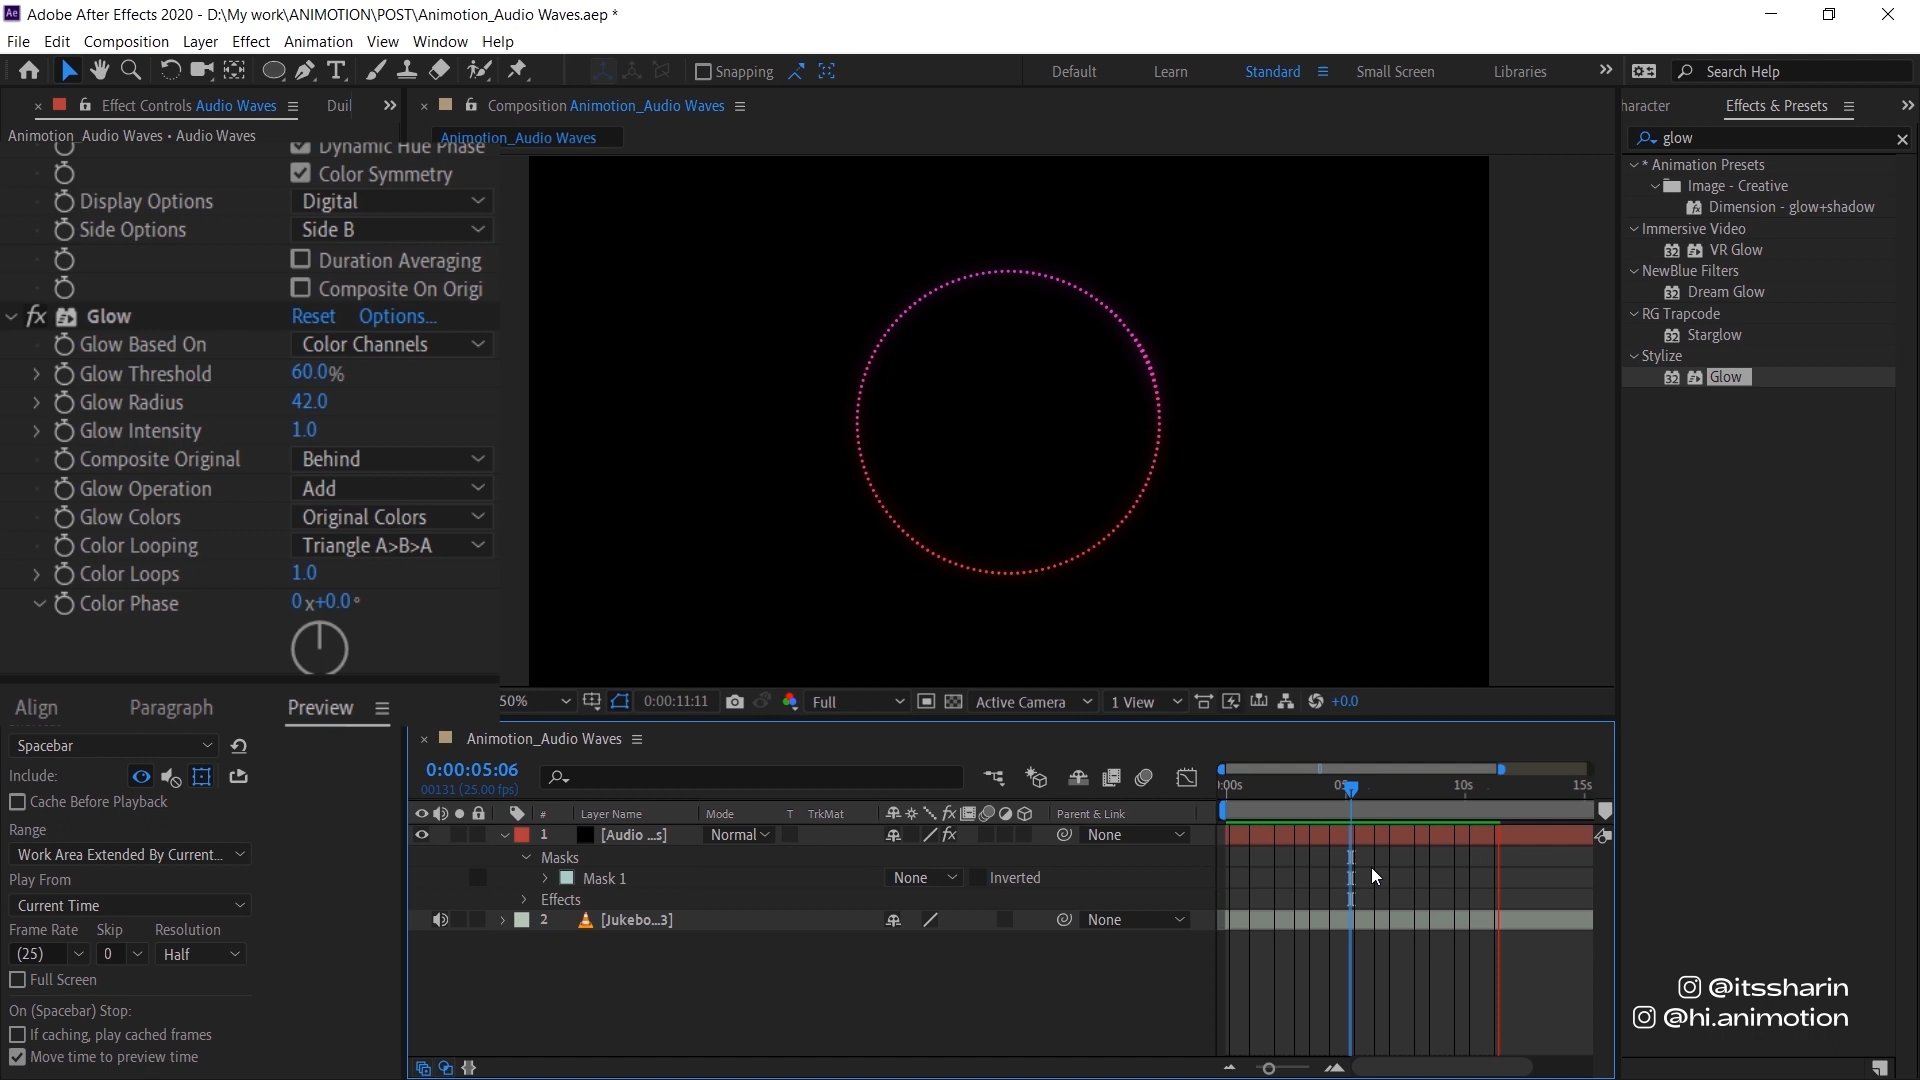 Adobe After Effects 2020 - D:\My work\ANIMOTION\POST\Animotion_Audio Waves.aep *
File Edit Composition Layer Effect Animation View Window Help
Snapping Default Learn Standard Small Screen Libraries Search Help
Effect Controls Audio Waves Composition Animotion_Audio Waves aracter Effects & Presets
Animotion_Audio Waves • Audio Waves Animotion_Audio Waves glow
Dynamic Hue Phase
Color Symmetry
Display Options Digital
Side Options Side B
Duration Averaging
Composite On Origi
Glow Reset Options...
Glow Based On Color Channels
Glow Threshold 60.0%
Glow Radius 42.0
Glow Intensity 1.0
Composite Original Behind
Glow Operation Add
Glow Colors Original Colors
Color Looping Triangle A>B>A
Color Loops 1.0
Color Phase 0x+0.0°
* Animation Presets
Image - Creative
Dimension - glow+shadow
Immersive Video
VR Glow
NewBlue Filters
Dream Glow
RG Trapcode
Starglow
Stylize
Glow
50% 0:00:11:11 Full Active Camera 1 View +0.0
Align Paragraph Preview
Spacebar
Include:
Cache Before Playback
Range
Work Area Extended By Current...
Play From
Current Time
Frame Rate Skip Resolution
(25) 0 Half
Full Screen
On (Spacebar) Stop:
If caching, play cached frames
Move time to preview time
Animotion_Audio Waves
0:00:05:06
00131 (25.00 fps)
:00s 05 10s 15s
# Layer Name Mode T TrkMat Parent & Link
1 [Audio ...s] Normal None
Masks
Mask 1 None Inverted
Effects
2 [Jukebo...3] None
@itssharin
@hi.animotion